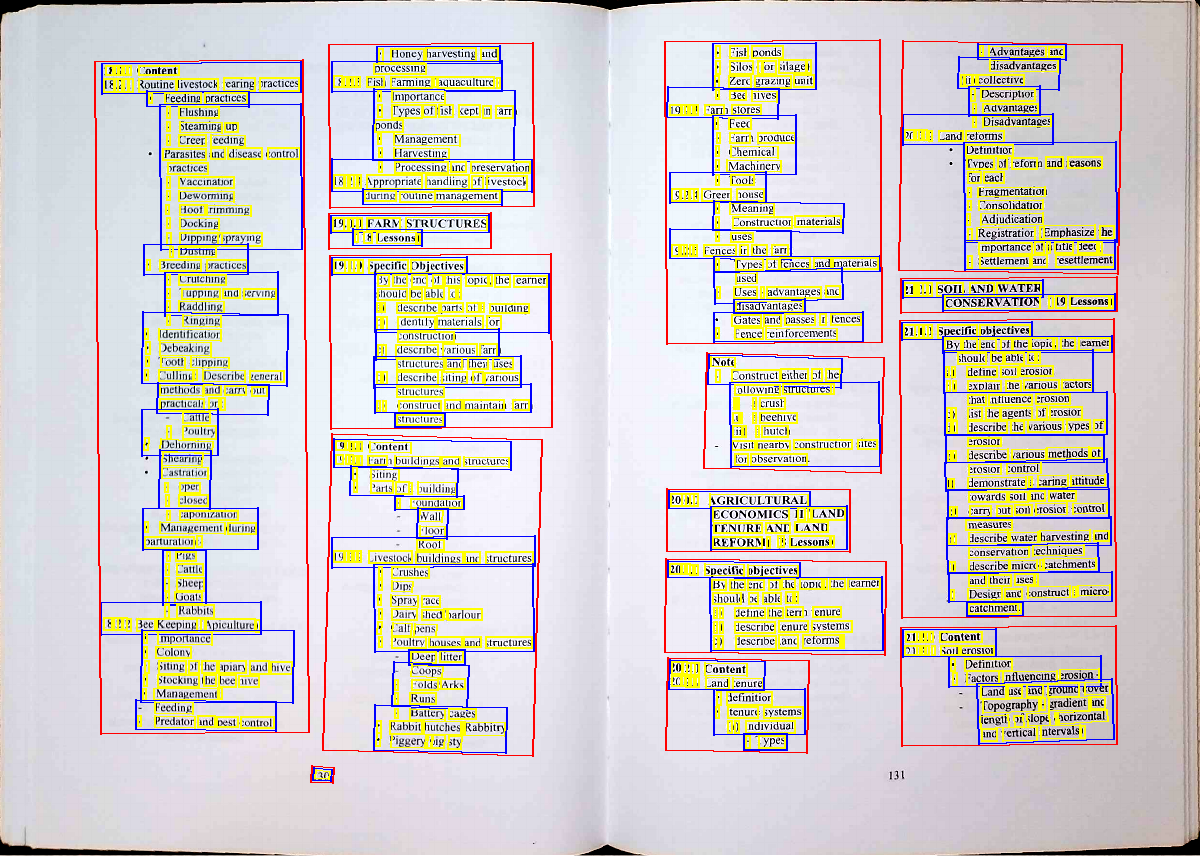 18.2.0 Content
18.2.1 Routine livestock rearing practices
- Feeding practices
- Flushing
- Steaming up
- Creep feeding
• Parasites and disease control
practices
- Vaccination
- Deworming
- Hoof trimming
- Docking
- Dipping/spraying
- Dusting
• Breeding practices
- Crutching
- Tupping and serving
- Raddling
- Ringing
• Identification
• Debeaking
• Tooth clipping
• Culling: Describe general
methods and carry out
practicals for:
- Cattle
- Poultry
• Dehorning
• Shearing
• Castration
- open
- closed
- caponization
• Management during
parturation:
- Pigs
- Cattle
- Sheep
- Goats
- Rabbits
18.2.2 Bee Keeping (Apiculture)
• Importance
• Colony
• Siting of the apiary and hive
• Stocking the bee hive
• Management
- Feeding
- Predator and pest control
- Honey harvesting and
processing
18.2.3 Fish Farming (aquaculture)
• Importance
• Types of fish kept in farm
ponds
• Management
• Harvesting
• Processing and preservation
18.2.4 Appropriate handling of livestock
during routine management
19.0.0 FARM STRUCTURES
(18 Lessons)
19.1.0 Specific Objectives
By the end of this topic, the learner
should be able to:
a) describe parts of a building
b) identify materials for
construction
c) describe various farm
structures and their uses
d) describe siting of various
structures
e) construct and maintain farm
structures
19.2.0 Content
19.2.1 Farm buildings and structures
• Siting
• Parts of a building
- Foundation
- Wall
- Floor
- Roof
19.2.2 Livestock buildings and structures
• Crushes
• Dips
• Spray race
• Dairy shed/parlour
• Calf pens
• Poultry houses and structures
- Deep litter
- Coops
- Folds/Arks
- Runs
- Battery cages
• Rabbit hutches/Rabbitry
• Piggery/pig sty
130
• Fish ponds
• Silos (for silage)
• Zero grazing unit
• Bee hives
19.2.3 Farm stores
• Feed
• Farm produce
• Chemical
• Machinery
• Tools
19.2.4 Green house
• Meaning
• Construction materials
• uses
19.2.5 Fences in the farm
• Types of fences and materials
used
• Uses, advantages and
disadvantages
• Gates and passes in fences
• Fence reinforcements
Note
- Construct either of the
following structures:
i) a crush
ii) a beehive
iii) a hutch
- Visit nearby construction sites
for observation.
20.0.0 AGRICULTURAL
ECONOMICS II (LAND
TENURE AND LAND
REFORM) (8 Lessons)
20.1.0 Specific objectives
By the end of the topic, the learner
should be able to:
a) define the term tenure
b) describe tenure systems
c) describe land reforms
20.2.0 Content
20.2.1 Land tenure
• definition
• tenure systems
(i) individual
- Types
- Advantages and
disadvantages
(ii) collective
- Description
- Advantages
- Disadvantages
20.2.2 Land reforms
• Definition
• Types of reform and reasons
for each
- Fragmentation
- Consolidation
- Adjudication
- Registration (Emphasize the
importance of a title deed)
- Settlement and resettlement
21.0.0 SOIL AND WATER
CONSERVATION II (19 Lessons)
21.1.0 Specific objectives
By the end of the topic, the learner
should be able to:
a) define soil erosion
b) explain the various factors
that influence erosion
c) list the agents of erosion
d) describe the various types of
erosion
e) describe various methods of
erosion control
f) demonstrate a caring attitude
towards soil and water
g) carry out soil erosion control
measures
h) describe water harvesting and
conservation techniques
i) describe micro-catchments
and their uses
j) Design and construct a micro-
catchment.
21.2.0 Content
21.2.1 Soil erosion
• Definition
• Factors influencing erosion:
- Land use and ground cover
- Topography - gradient and
length of slope (horizontal
and vertical intervals)
131